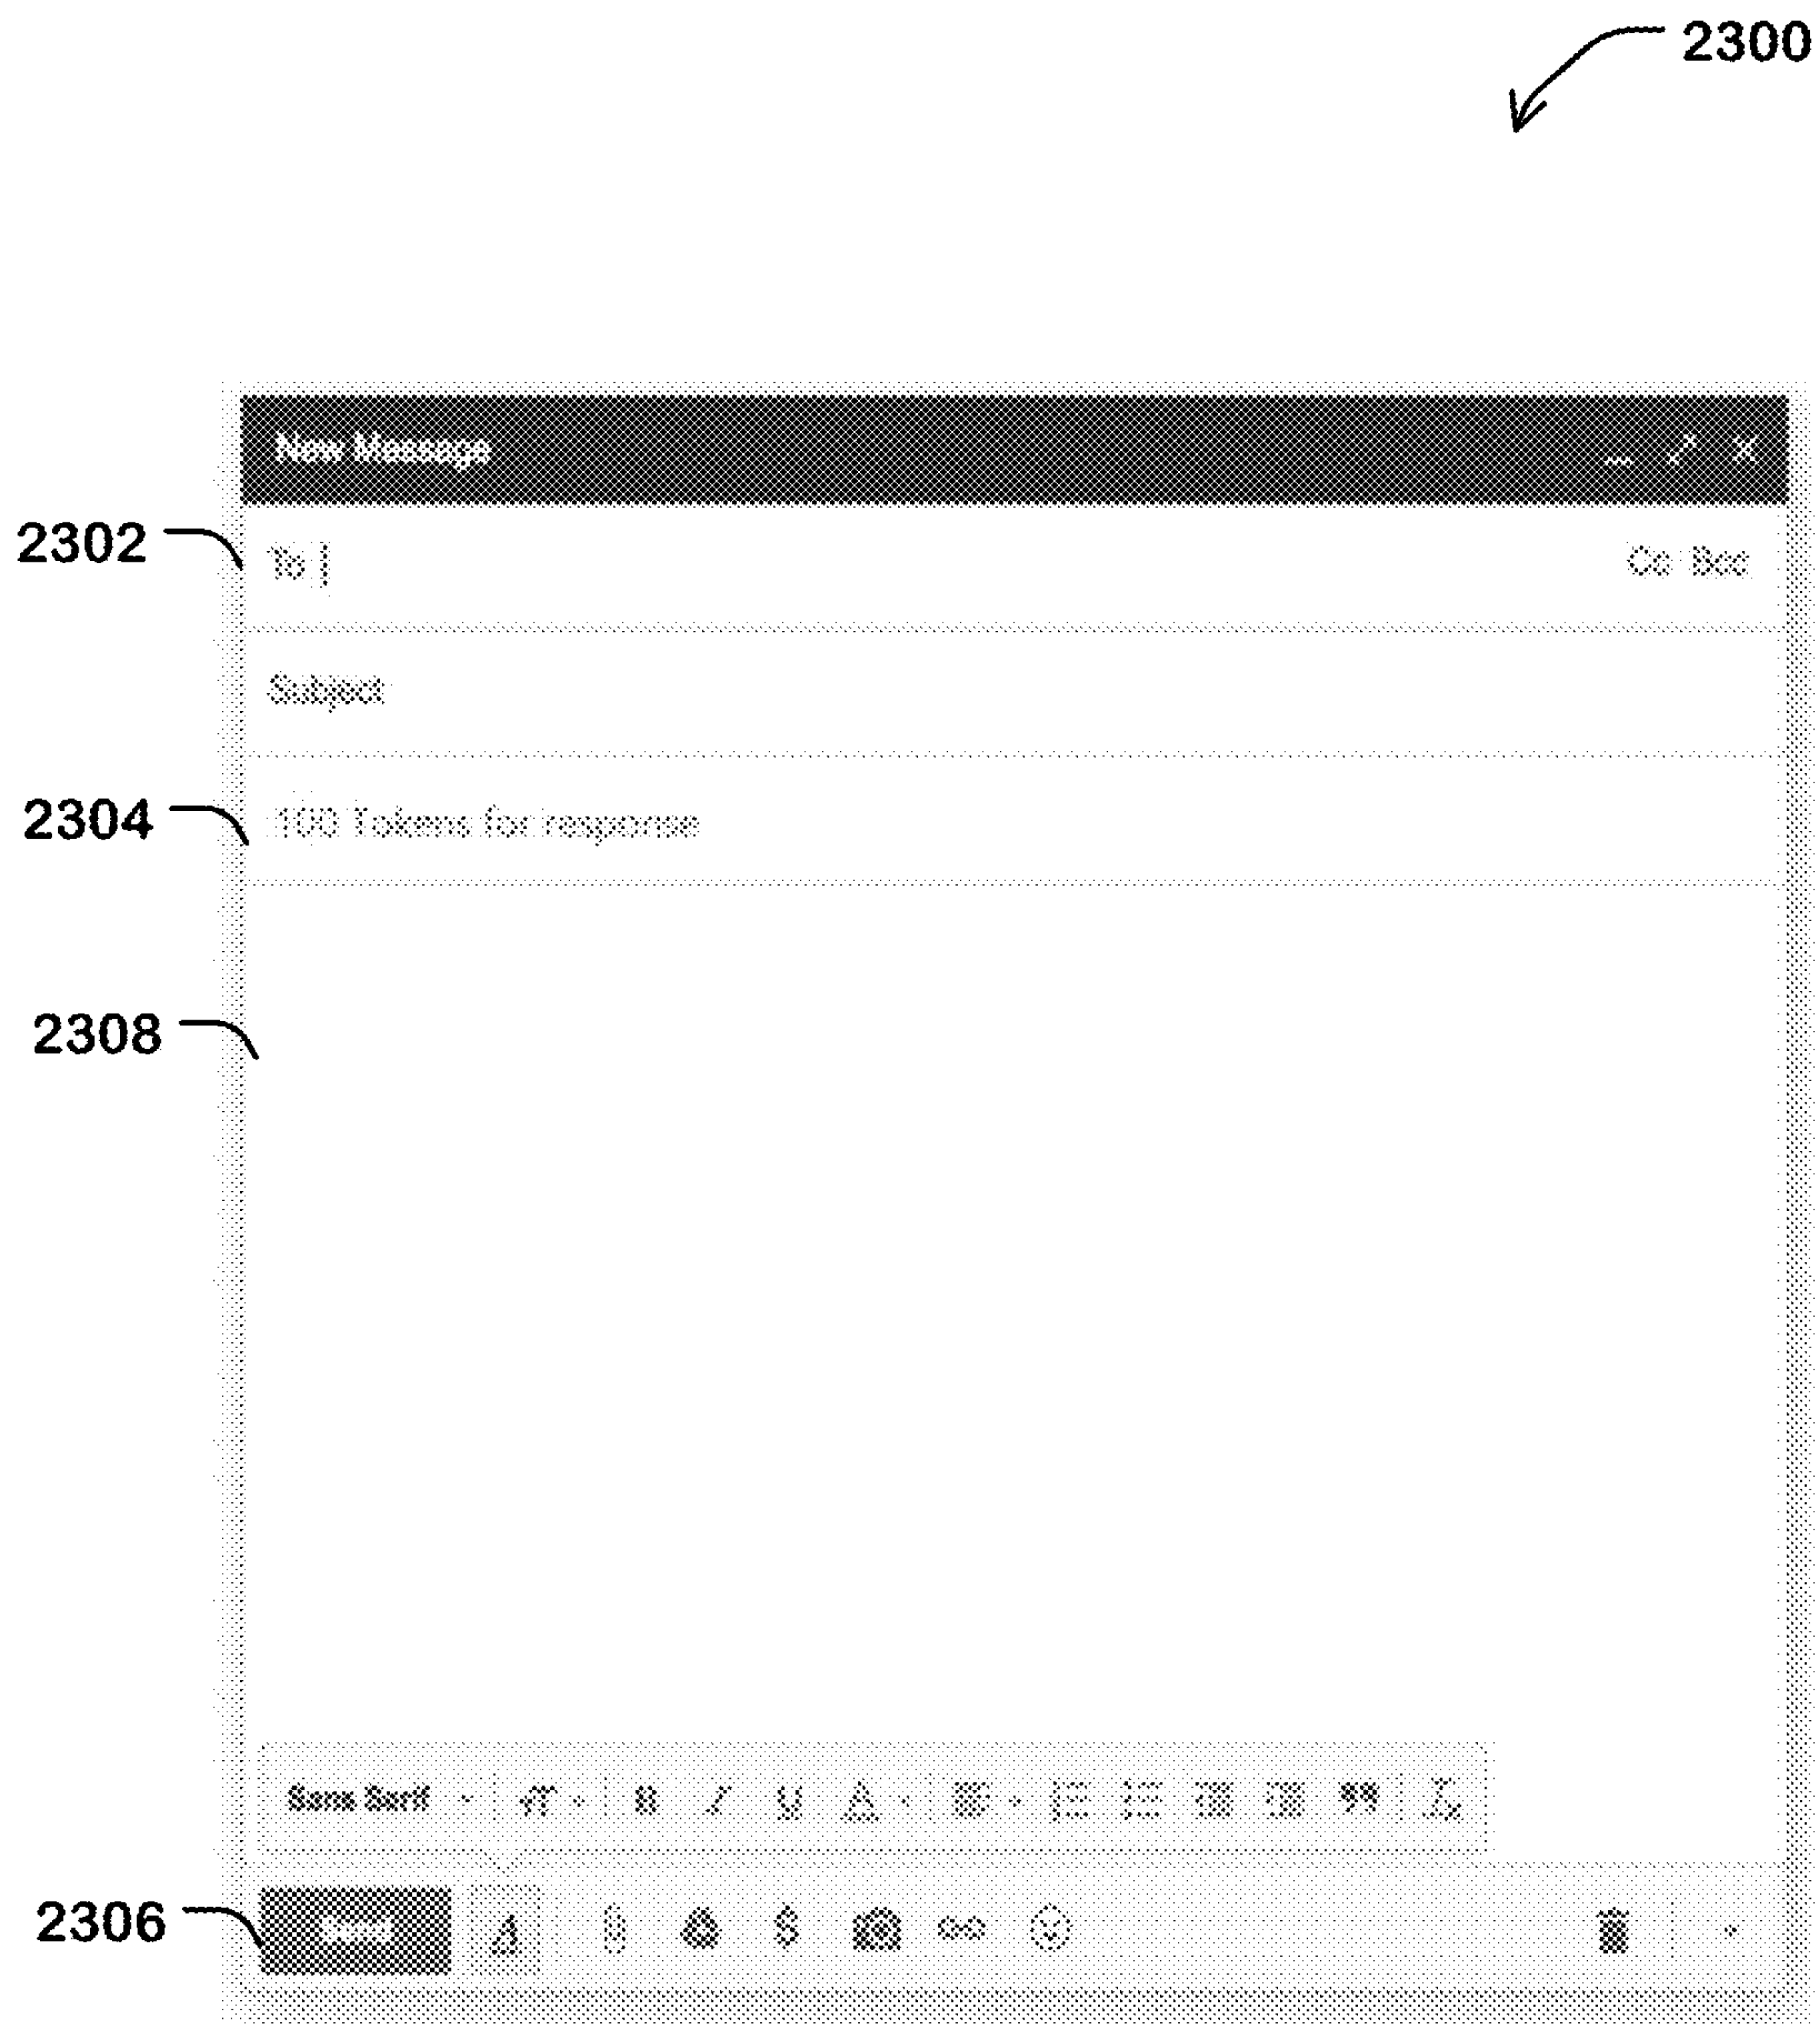 2300
New Message
2302
To
Cc Bcc
Subject
2304
100 Tokens for response
2308
Sans Serif
B I U A
2306
A $